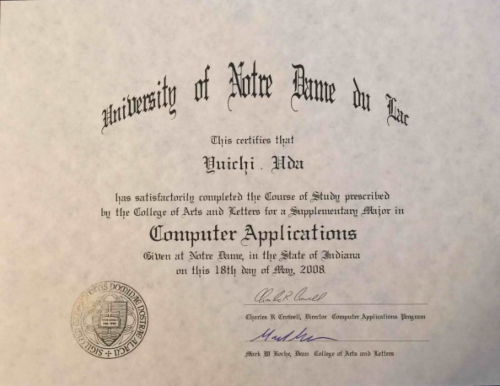 University of Notre Dame du Lac
This certifies that
Yuichi Uda
has satisfactorily completed the Course of Study prescribed
by the College of Arts and Letters for a Supplementary Major in
Computer Applications
Given at Notre Dame, in the State of Indiana
on this 18th day of May, 2008.
Charles R Crowell, Director Computer Applications Program
Mark W Roche, Dean College of Arts and Letters